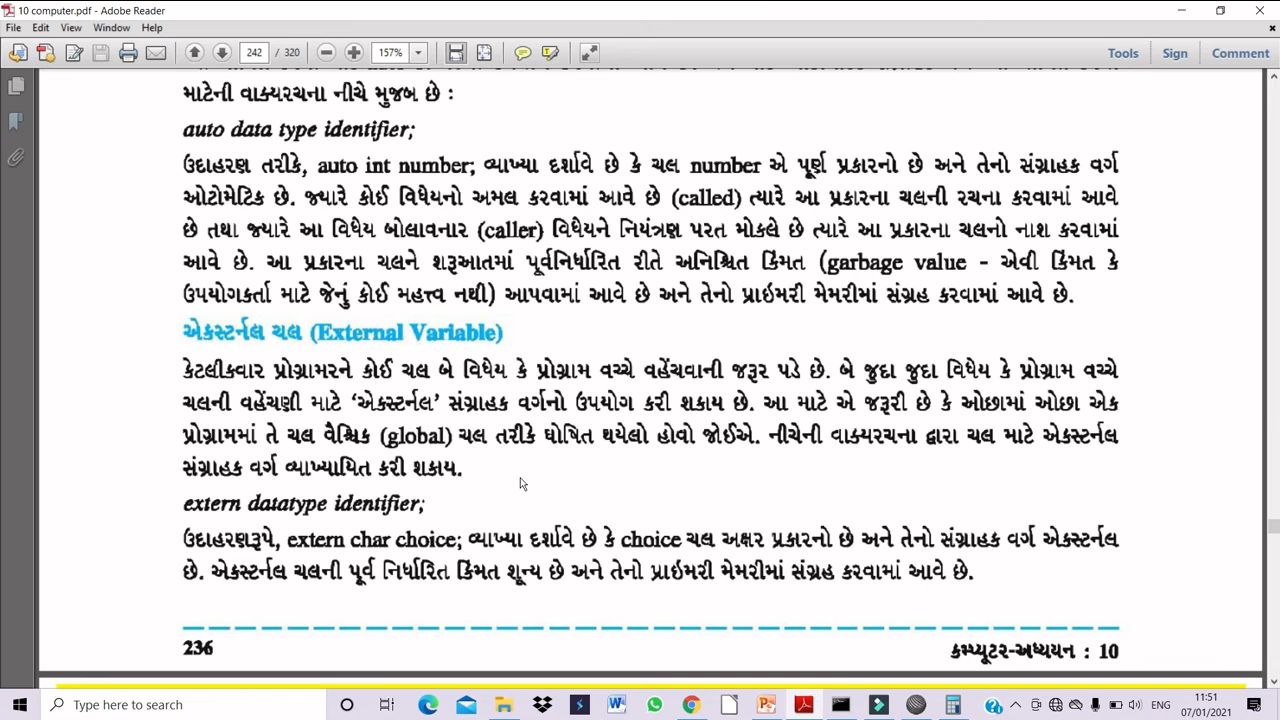 10 computer.pdf - Adobe Reader
File Edit View Window Help
242 / 320 157% Tools Sign Comment
માટેની વાક્યરચના નીચે મુજબ છે :
auto data type identifier;
ઉદાહરણ તરીકે, auto int number; વ્યાખ્યા દર્શાવે છે કે ચલ number એ પૂર્ણ પ્રકારનો છે અને તેનો સંગ્રાહક વર્ગ
ઓટોમેટિક છે. જ્યારે કોઈ વિધેયનો અમલ કરવામાં આવે છે (called) ત્યારે આ પ્રકારના ચલની રચના કરવામાં આવે
છે તથા જ્યારે આ વિધેય બોલાવનાર (caller) વિધેયને નિયંત્રણ પરત મોકલે છે ત્યારે આ પ્રકારના ચલનો નાશ કરવામાં
આવે છે. આ પ્રકારના ચલને શરૂઆતમાં પૂર્વનિર્ધારિત રીતે અનિશ્ચિત કિંમત (garbage value - એવી કિંમત કે
ઉપયોગકર્તા માટે જેનું કોઈ મહત્ત્વ નથી) આપવામાં આવે છે અને તેનો પ્રાઇમરી મેમરીમાં સંગ્રહ કરવામાં આવે છે.
એક્સ્ટર્નલ ચલ (External Variable)
કેટલીકવાર પ્રોગ્રામરને કોઈ ચલ બે વિધેય કે પ્રોગ્રામ વચ્ચે વહેંચવાની જરૂર પડે છે. બે જુદા જુદા વિધેય કે પ્રોગ્રામ વચ્ચે
ચલની વહેંચણી માટે ‘એક્સ્ટર્નલ’ સંગ્રાહક વર્ગનો ઉપયોગ કરી શકાય છે. આ માટે એ જરૂરી છે કે ઓછામાં ઓછા એક
પ્રોગ્રામમાં તે ચલ વૈશ્વિક (global) ચલ તરીકે ઘોષિત થયેલો હોવો જોઈએ. નીચેની વાક્યરચના દ્વારા ચલ માટે એક્સ્ટર્નલ
સંગ્રાહક વર્ગ વ્યાખ્યાયિત કરી શકાય.
extern datatype identifier;
ઉદાહરણરૂપે, extern char choice; વ્યાખ્યા દર્શાવે છે કે choice ચલ અક્ષર પ્રકારનો છે અને તેનો સંગ્રાહક વર્ગ એક્સ્ટર્નલ
છે. એક્સ્ટર્નલ ચલની પૂર્વ નિર્ધારિત કિંમત શૂન્ય છે અને તેનો પ્રાઇમરી મેમરીમાં સંગ્રહ કરવામાં આવે છે.
236 કમ્પ્યૂટર-અધ્યયન : 10
Type here to search ENG 11:51
07/01/2021